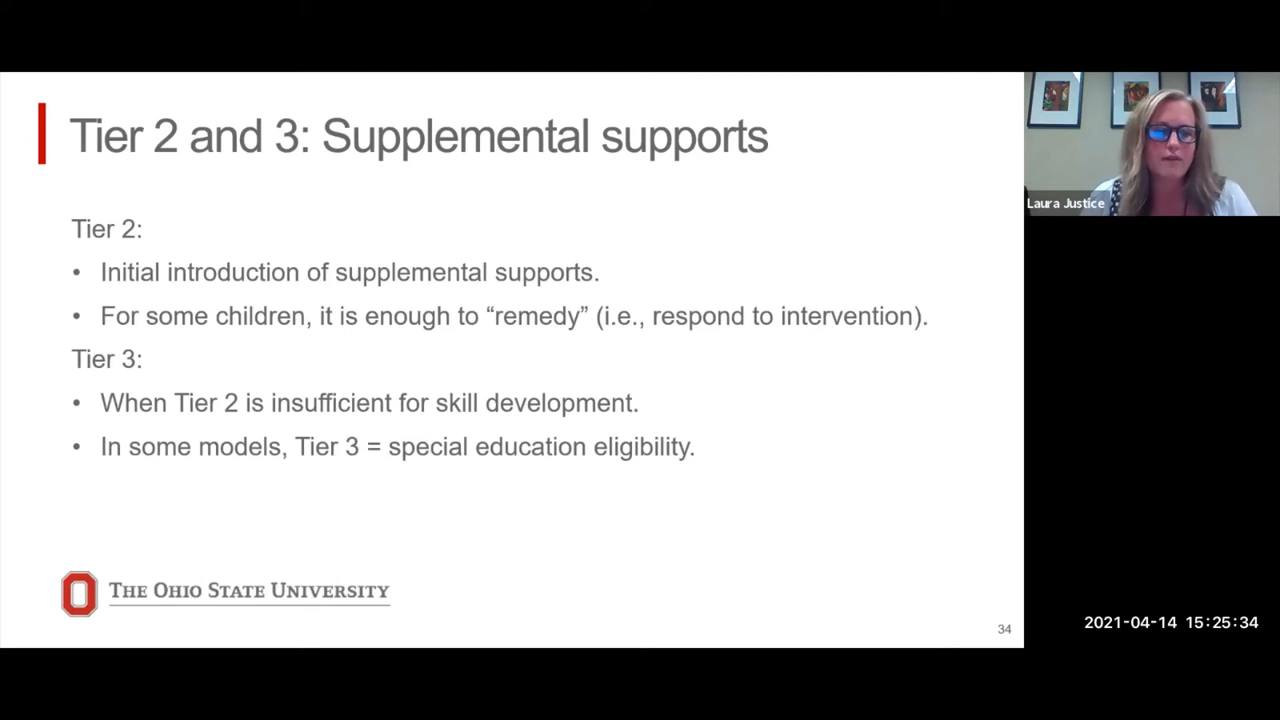 Tier 2 and 3: Supplemental supports
Tier 2:
• Initial introduction of supplemental supports.
• For some children, it is enough to “remedy” (i.e., respond to intervention).
Tier 3:
• When Tier 2 is insufficient for skill development.
• In some models, Tier 3 = special education eligibility.
THE OHIO STATE UNIVERSITY
34
Laura Justice
2021-04-14 15:25:34